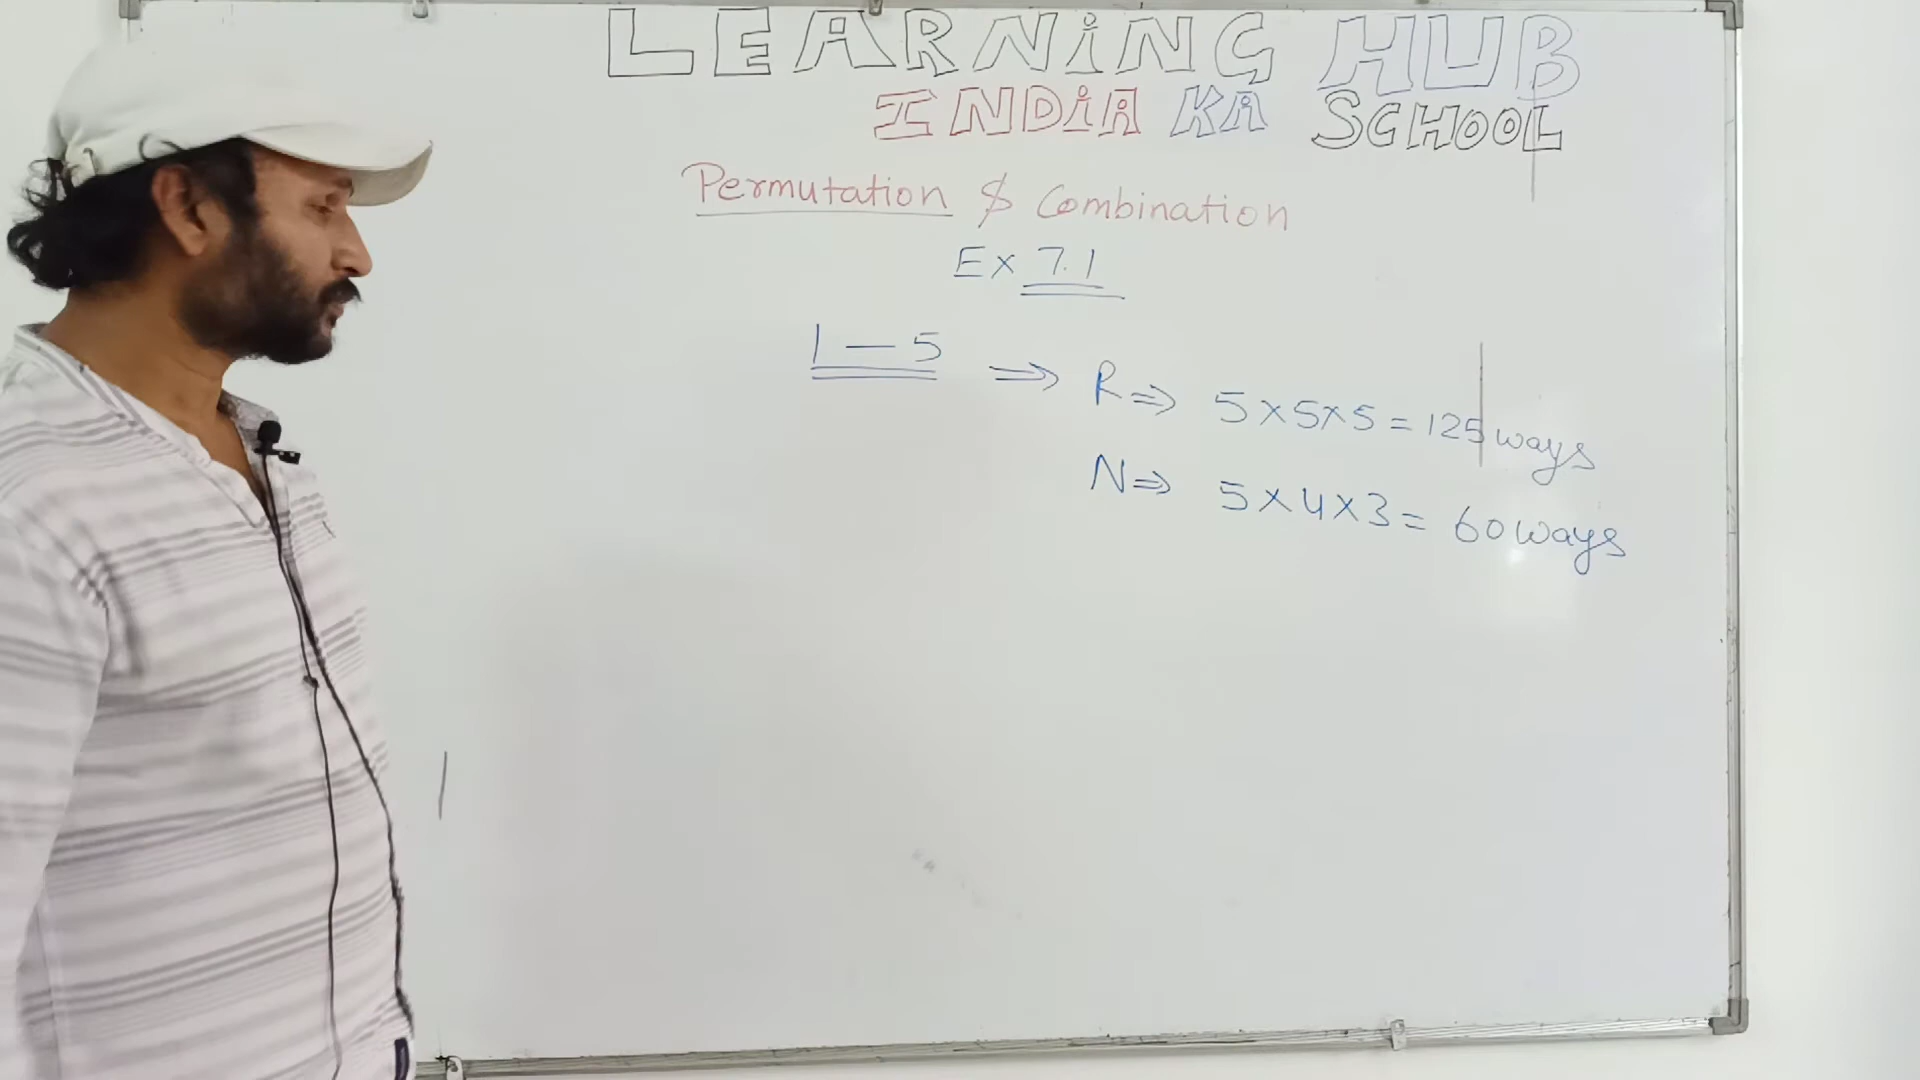 LEARNiNG HUB
INDiA KA SCHOOL
Permutation & Combination
Ex 7.1
1 — 5 ⇒ R ⇒ 5×5×5 = 125 ways
N ⇒ 5×4×3 = 60 ways